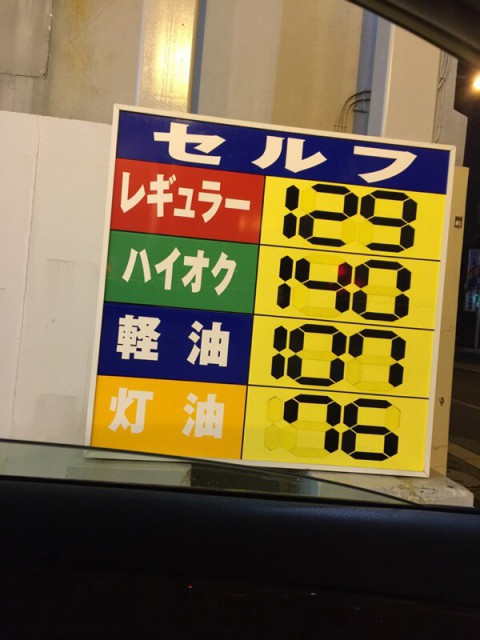 セルフ
レギュラー 129
ハイオク 140
軽油 107
灯油 76